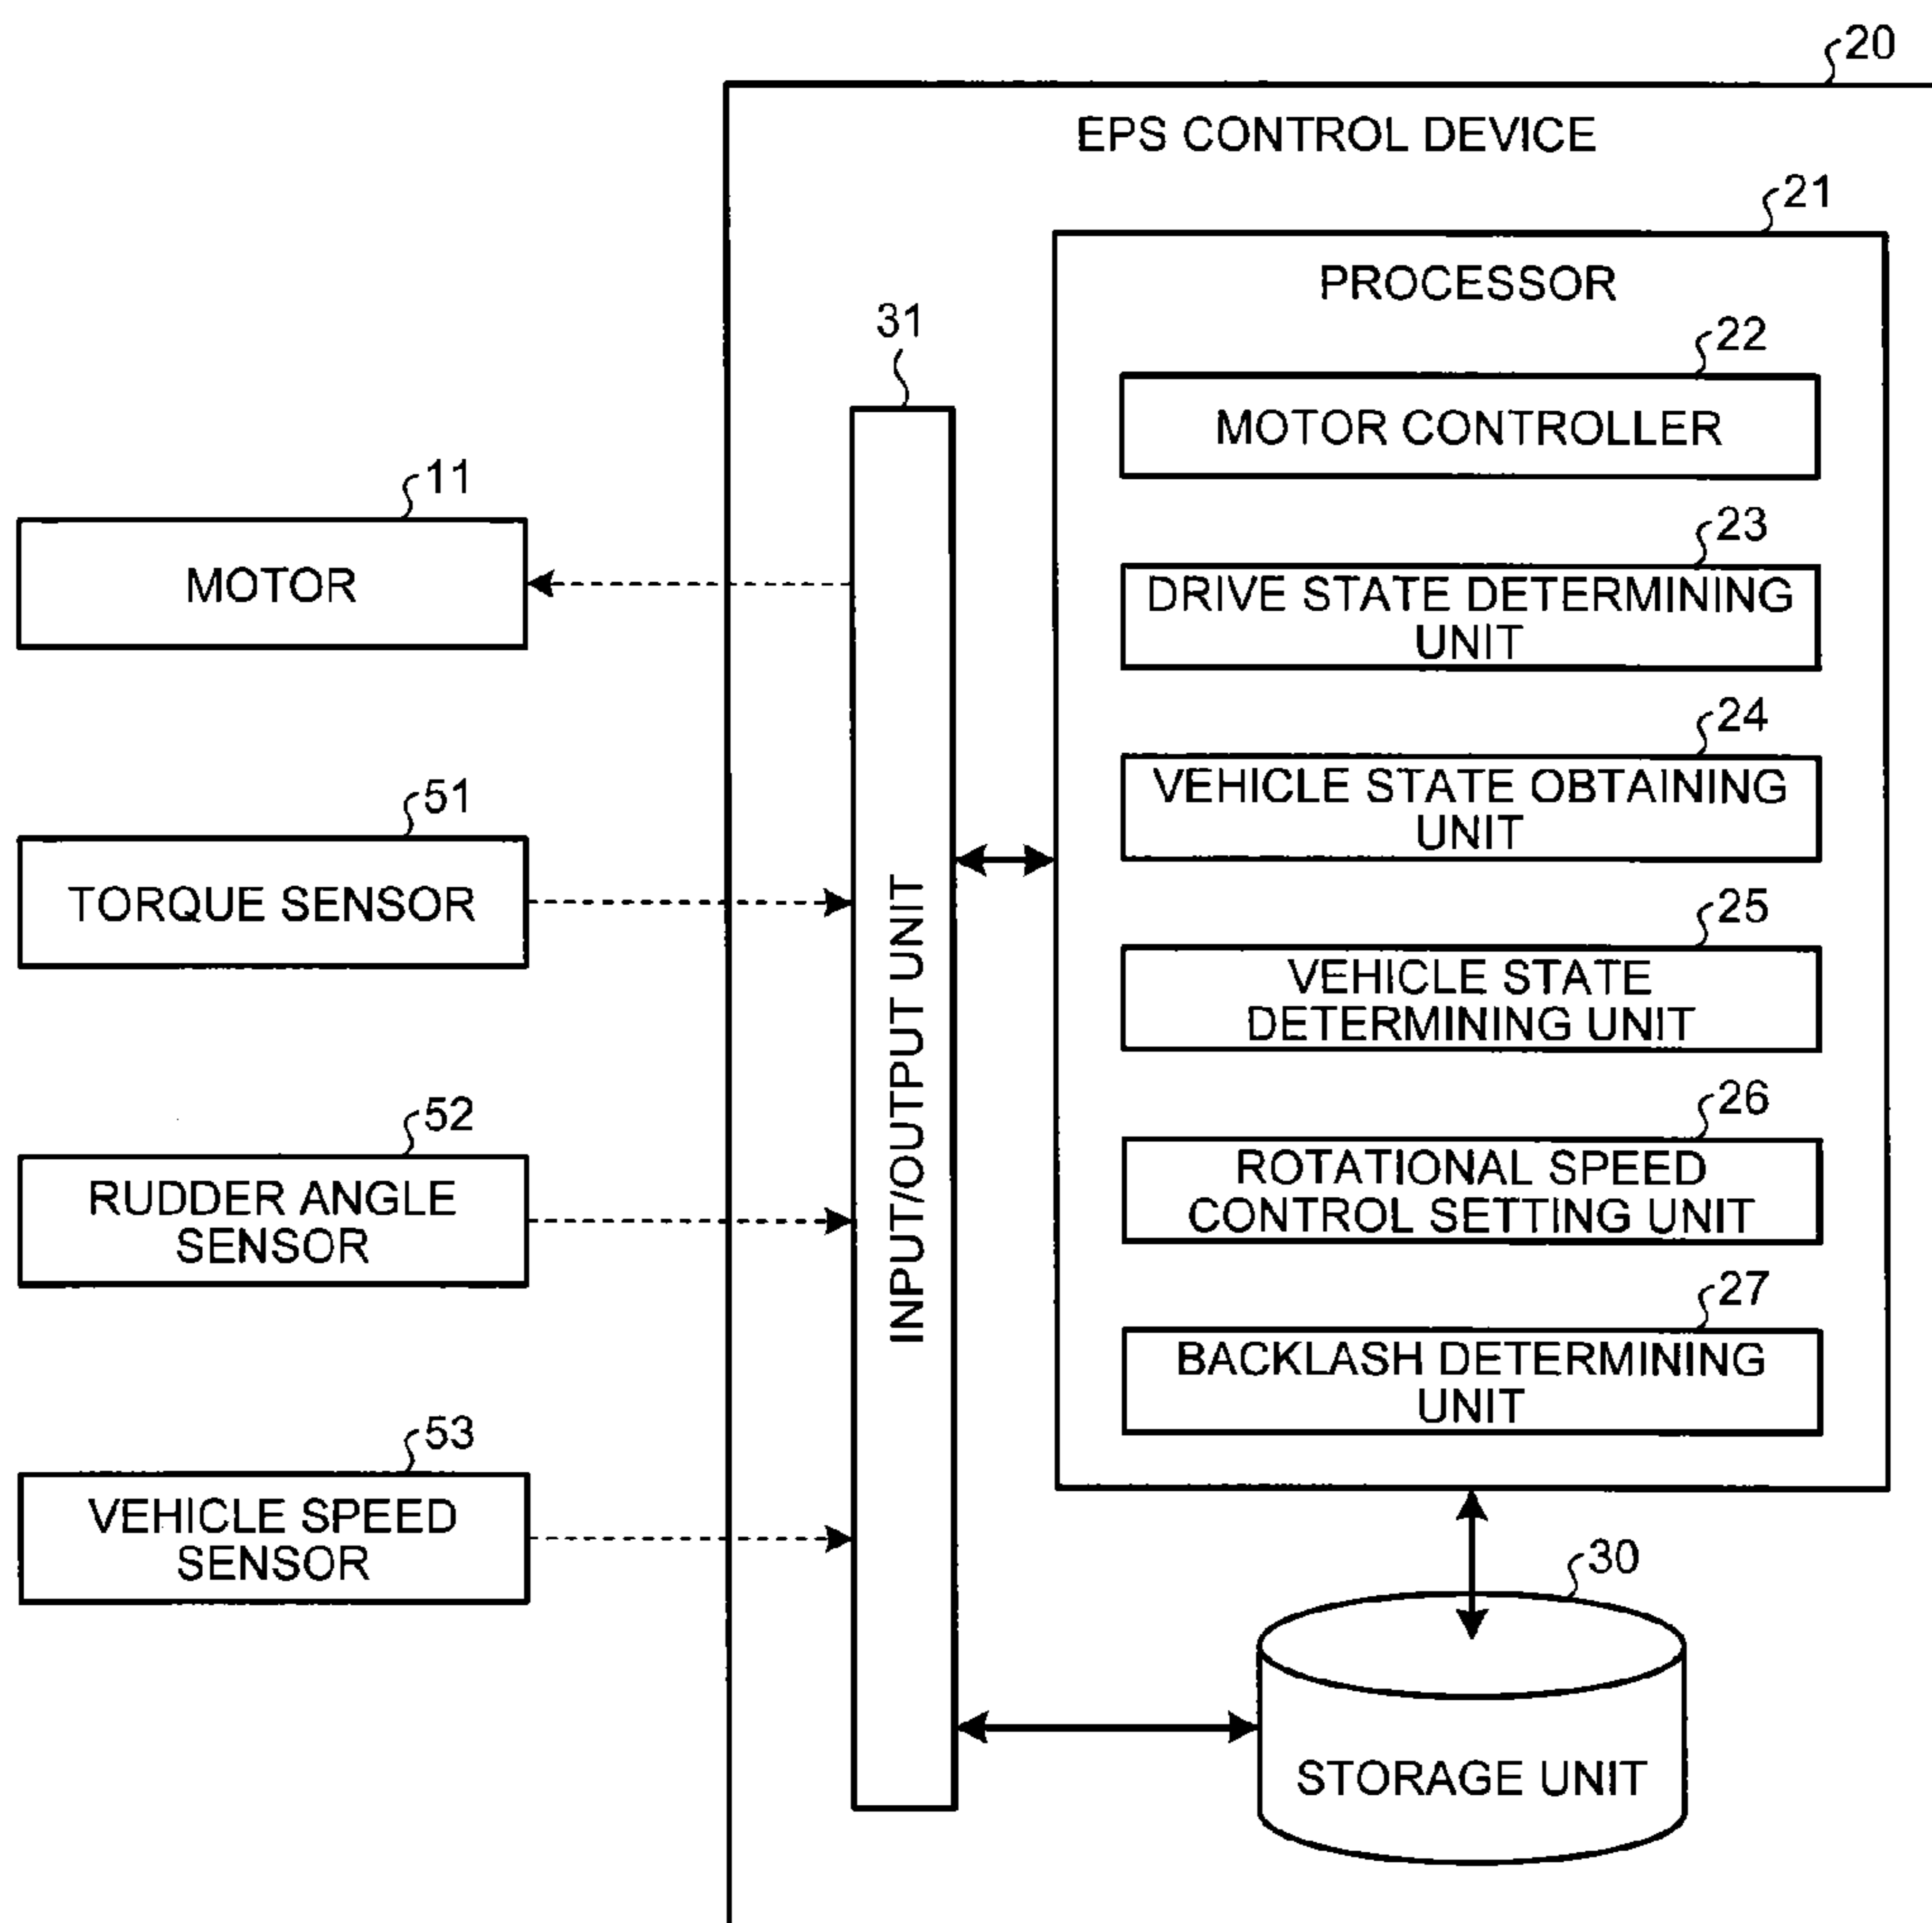 20
EPS CONTROL DEVICE
21
PROCESSOR
31
22
MOTOR CONTROLLER
11
MOTOR
23
DRIVE STATE DETERMINING
UNIT
24
VEHICLE STATE OBTAINING
UNIT
51
TORQUE SENSOR
INPUT/OUTPUT UNIT
25
VEHICLE STATE
DETERMINING UNIT
52
RUDDER ANGLE
SENSOR
26
ROTATIONAL SPEED
CONTROL SETTING UNIT
27
BACKLASH DETERMINING
UNIT
53
VEHICLE SPEED
SENSOR
30
STORAGE UNIT